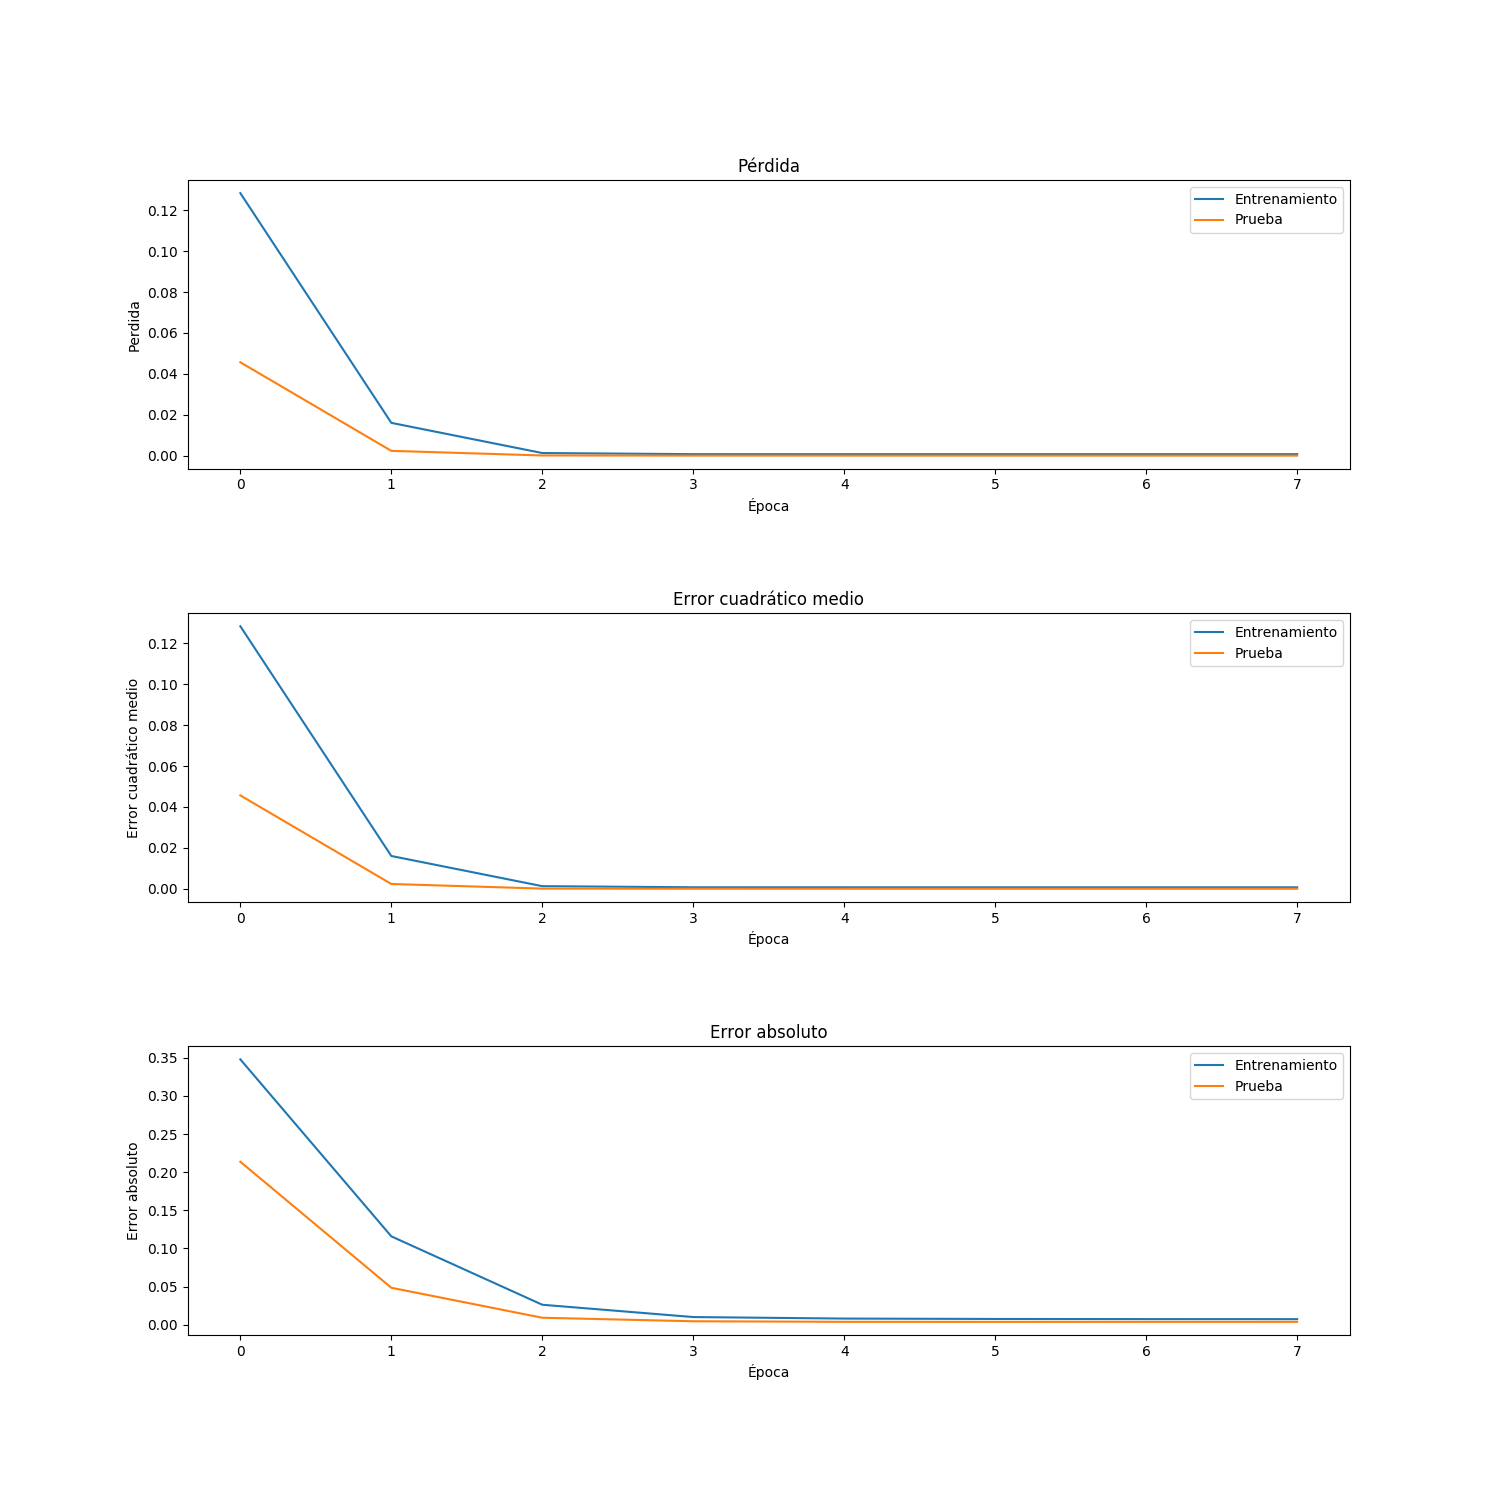 Pérdida
Entrenamiento
Prueba
0.12
0.10
0.08
0.06
0.04
0.02
0.00
Perdida
0 1 2 3 4 5 6 7
Época
Error cuadrático medio
Entrenamiento
Prueba
0.12
0.10
0.08
0.06
0.04
0.02
0.00
Error cuadrático medio
0 1 2 3 4 5 6 7
Época
Error absoluto
Entrenamiento
Prueba
0.35
0.30
0.25
0.20
0.15
0.10
0.05
0.00
Error absoluto
0 1 2 3 4 5 6 7
Época